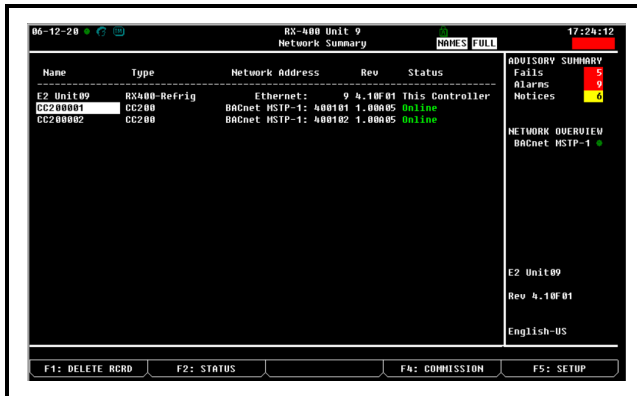 06-12-20 RX-400 Unit 9 17:24:12
Network Summary NAMES FULL
ADVISORY SUMMARY
Fails 5
Alarms 9
Notices 6
NETWORK OVERVIEW
BACnet MSTP-1
Name Type Network Address Rev Status
E2 Unit09 RX400-Refrig Ethernet: 9 4.10F01 This Controller
CC200001 CC200 BACnet MSTP-1: 400101 1.00A05 Online
CC200002 CC200 BACnet MSTP-1: 400102 1.00A05 Online
E2 Unit09
Rev 4.10F01
English-US
F1: DELETE RCRD F2: STATUS F4: COMMISSION F5: SETUP